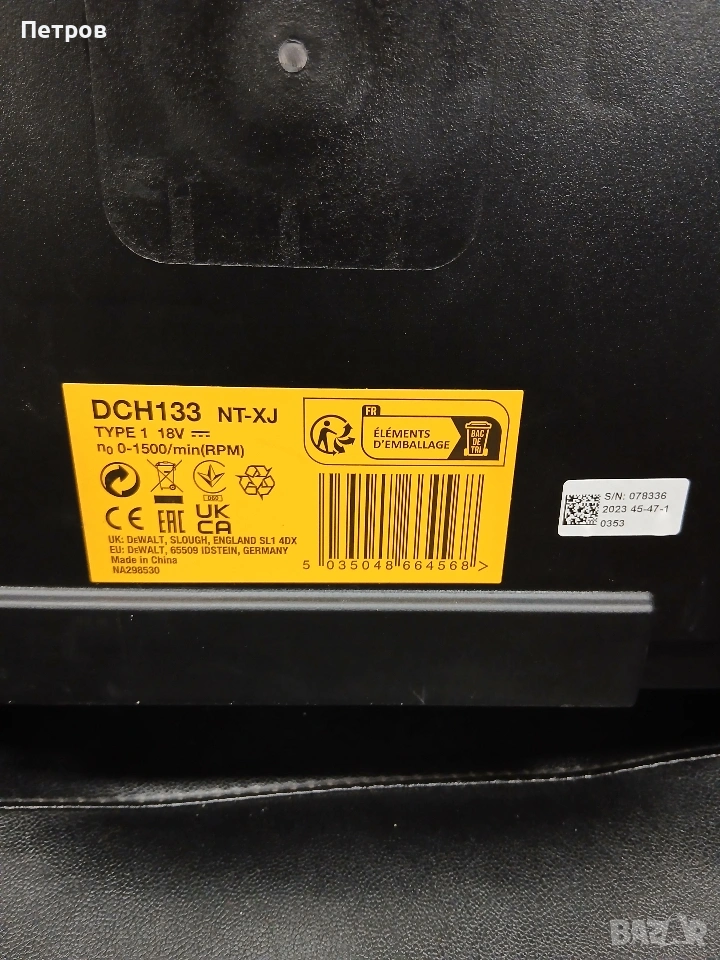 Петров
DCH133 NT-XJ
TYPE 1 18V
n0 0-1500/min(RPM)
FR
ÉLÉMENTS
D'EMBALLAGE
BAC
DE
TRI
CE EAC UK
CA
UK: DEWALT, SLOUGH, ENGLAND SL1 4DX
EU: DEWALT, 65509 IDSTEIN, GERMANY
Made in China
NA298530
5 035048 664568 >
S/N: 078336
2023 45-47-1
0353
BAZAR